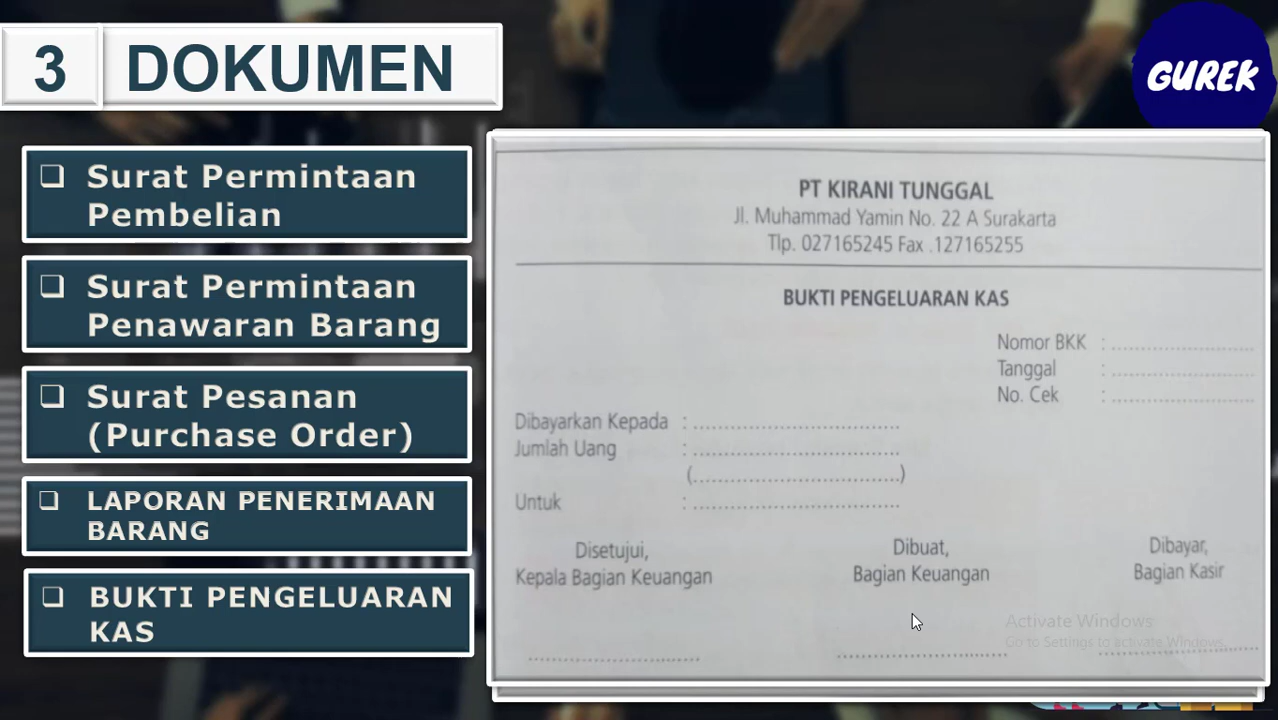 3 DOKUMEN
GUREK
❑ Surat Permintaan
Pembelian
❑ Surat Permintaan
Penawaran Barang
❑ Surat Pesanan
(Purchase Order)
❑ LAPORAN PENERIMAAN
BARANG
❑ BUKTI PENGELUARAN
KAS
PT KIRANI TUNGGAL
Jl. Muhammad Yamin No. 22 A Surakarta
Tlp. 027165245 Fax .127165255
BUKTI PENGELUARAN KAS
Nomor BKK : ..............................
Tanggal : ..............................
No. Cek : ..............................
Dibayarkan Kepada : ..........................................
Jumlah Uang : ..........................................
(..........................................)
Untuk : ..........................................
Disetujui, Dibuat, Dibayar,
Kepala Bagian Keuangan Bagian Keuangan Bagian Kasir
Activate Windows
Go to Settings to activate Windows.
.................................. .................................. ..................................